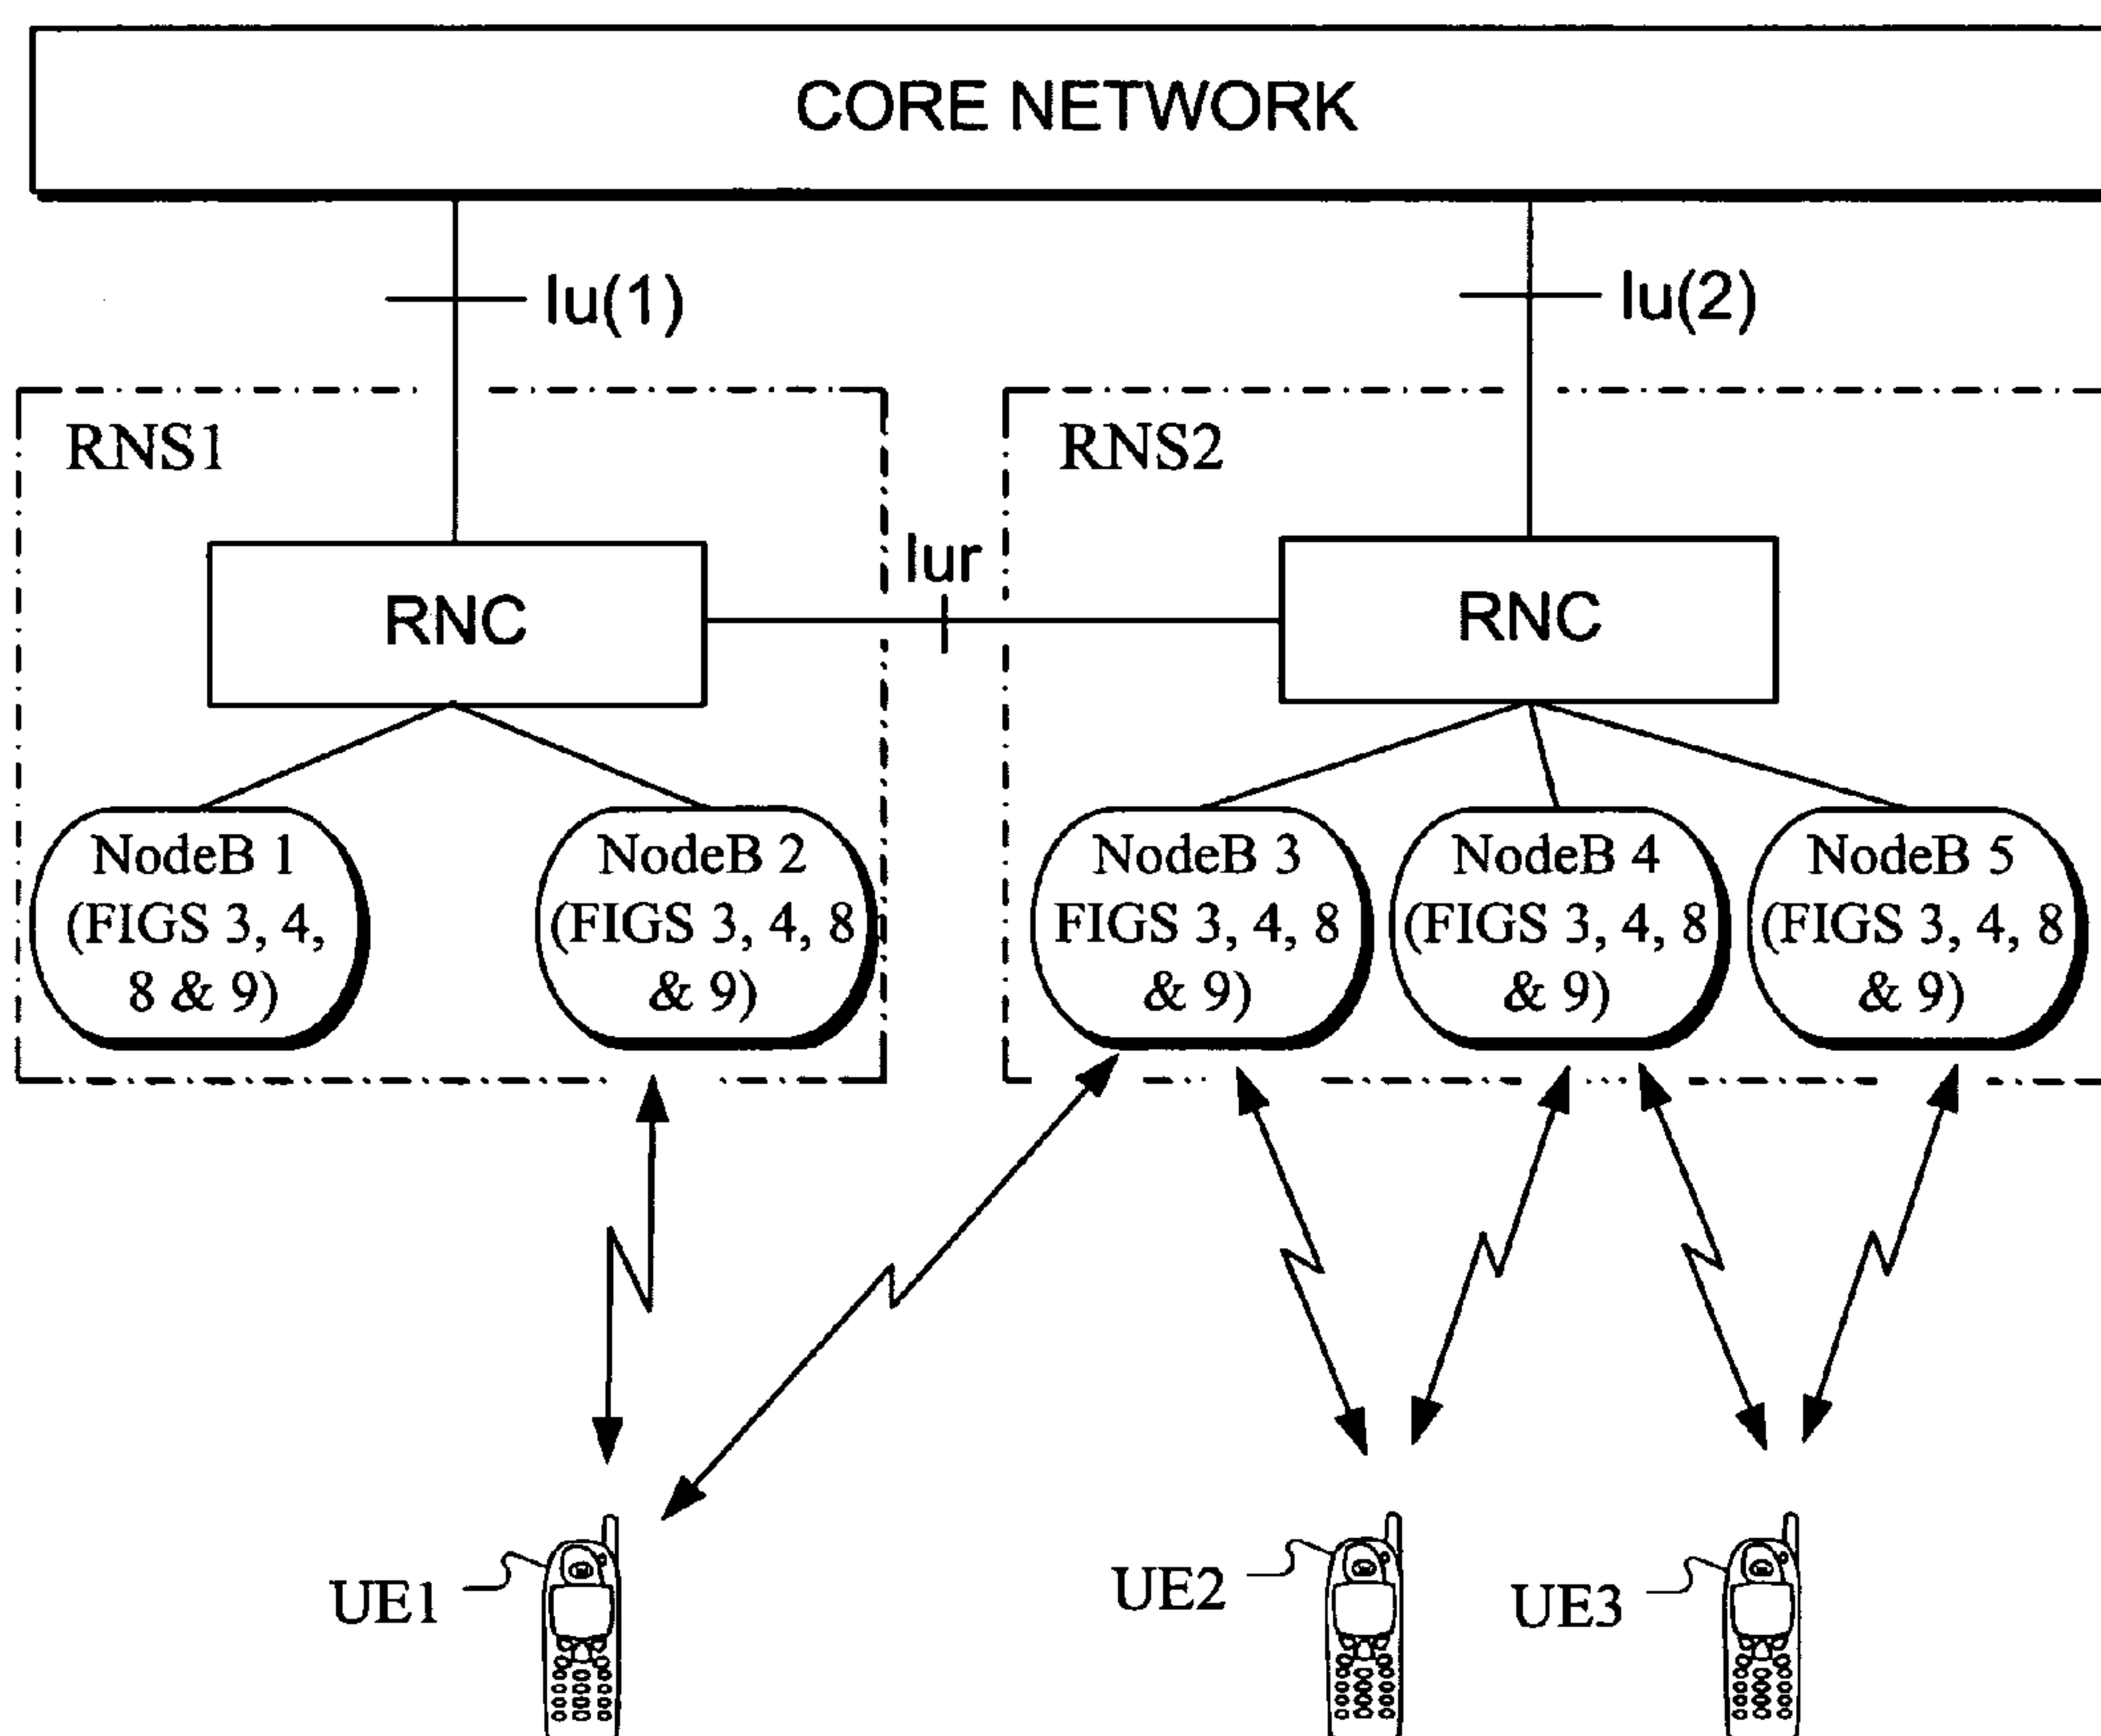 CORE NETWORK
Iu(1)
Iu(2)
RNS1
RNS2
Iur
RNC
RNC
NodeB 1
(FIGS 3, 4,
8 & 9)
NodeB 2
(FIGS 3, 4, 8
& 9)
NodeB 3
FIGS 3, 4, 8
& 9)
NodeB 4
(FIGS 3, 4, 8
& 9)
NodeB 5
(FIGS 3, 4, 8
& 9)
UE1
UE2
UE3